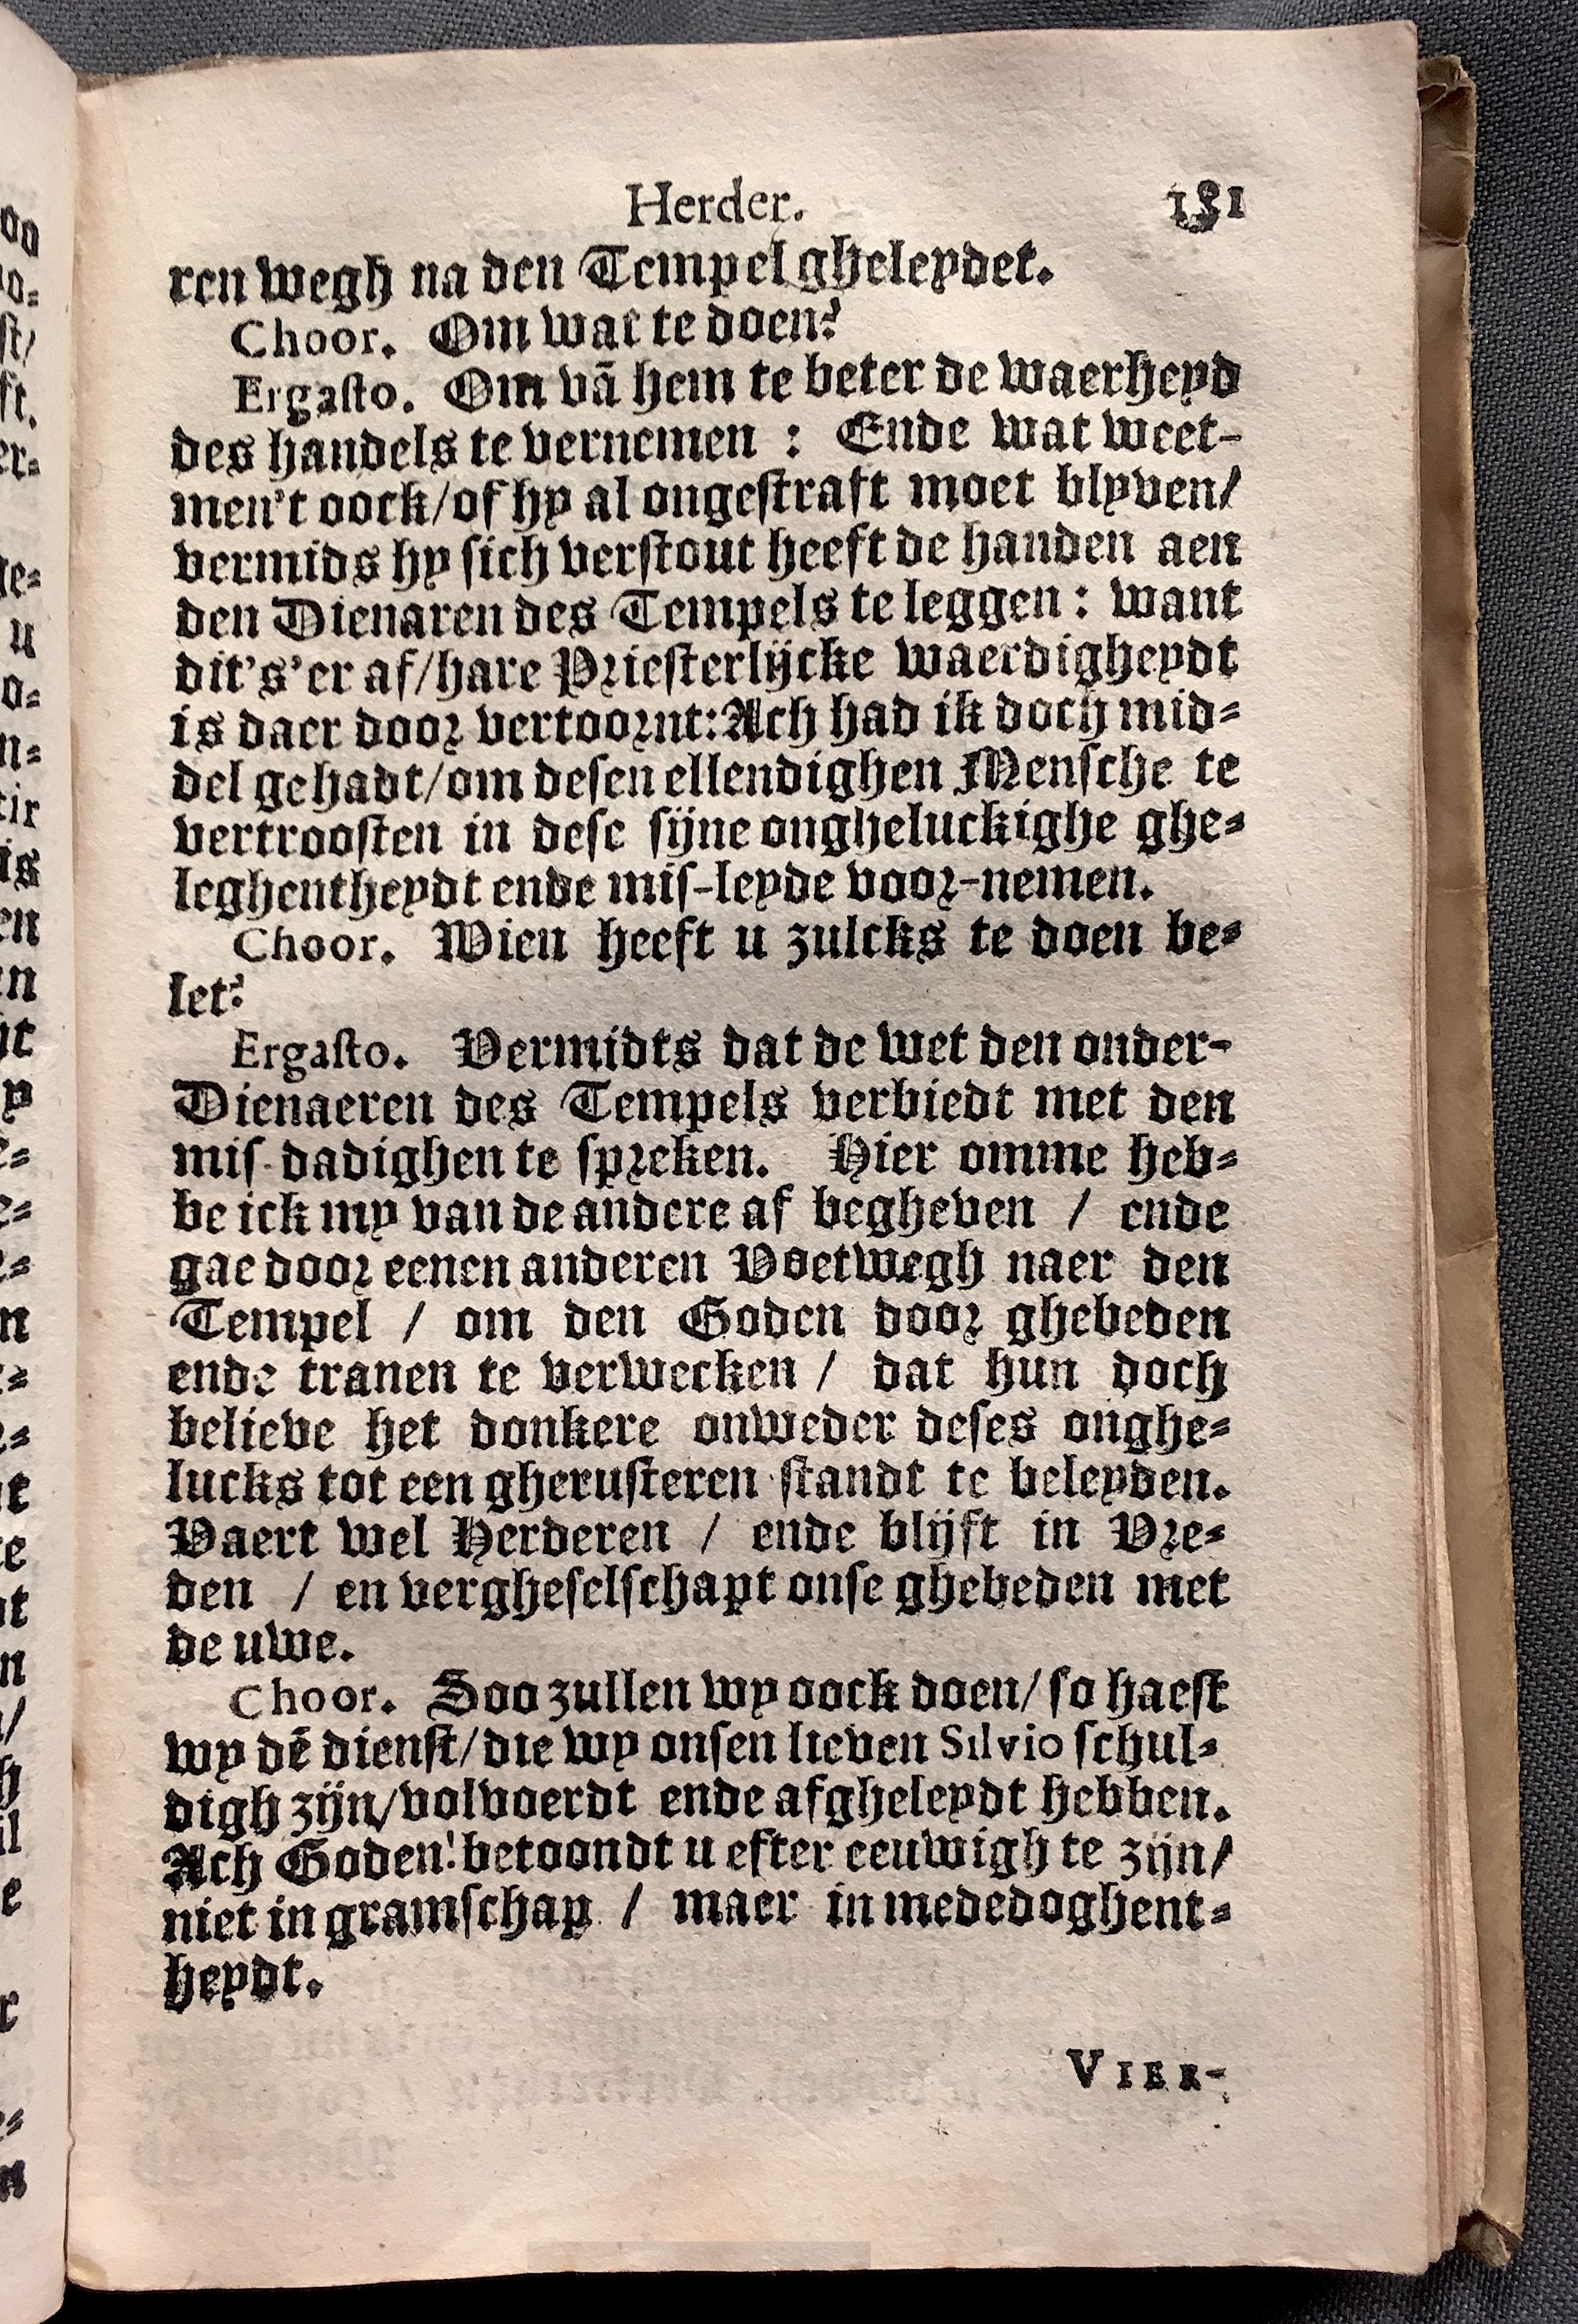 Herder. 181
ren wegh na den Tempel gheleydet.
Choor. Om wat te doen?
Ergasto. Om vã hem te beter de waerheyd
des handels te vernemen : Ende wat weet-
men't oock/of hy al ongestraft moet blyven/
vermids hy sich verstout heeft de handen aen
den Dienaren des Tempels te leggen : want
dit's'er af/hare Priesterlijcke waerdigheydt
is daer door vertoornt: Ach had ik doch mid-
del gehadt/om desen ellendighen Mensche te
vertroosten in dese sijne ongheluckighe ghe-
leghentheydt ende mis-leyde voor-nemen.
Choor. Wien heeft u zulcks te doen be-
let?
Ergasto. Vermidts dat de wet den onder-
Dienaeren des Tempels verbiedt met den
mis-dadighen te spreken. Hier omme heb-
be ick my van de andere af begheven / ende
gae door eenen anderen Voetwegh naer den
Tempel / om den Goden door ghebeden
ende tranen te verwecken / dat hun doch
believe het donkere onweder deses onghe-
lucks tot een gherusteren standt te beleyden.
Vaert wel Herderen / ende blijft in Vre-
den / en vergheselschapt onse ghebeden met
de uwe.
Choor. Soo zullen wy oock doen/ so haest
wy dẽ dienst/die wy onsen lieven Silvio schul-
digh zijn/volvoerdt ende afgheleydt hebben.
Ach Goden! betoondt u efter eeuwigh te zijn/
niet in gramschap / maer in mededoghent-
heydt.
VIER-